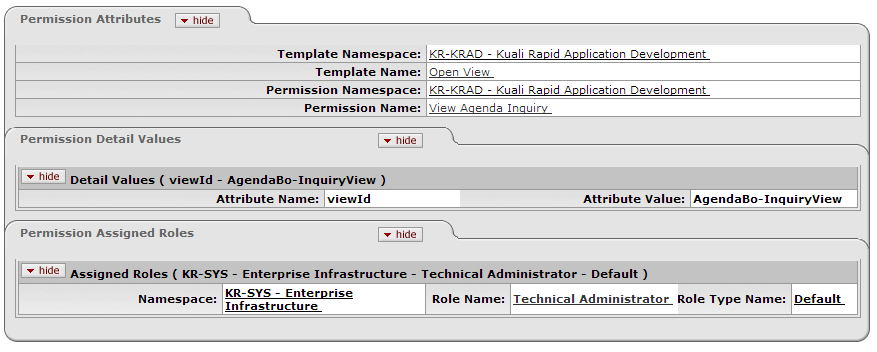 Permission Attributes hide
Template Namespace: KR-KRAD - Kuali Rapid Application Development
Template Name: Open View
Permission Namespace: KR-KRAD - Kuali Rapid Application Development
Permission Name: View Agenda Inquiry
Permission Detail Values hide
hide Detail Values ( viewId - AgendaBo-InquiryView )
Attribute Name: viewId Attribute Value: AgendaBo-InquiryView
Permission Assigned Roles hide
hide Assigned Roles ( KR-SYS - Enterprise Infrastructure - Technical Administrator - Default )
Namespace: KR-SYS - Enterprise Role Name: Technical Administrator Role Type Name: Default
Infrastructure